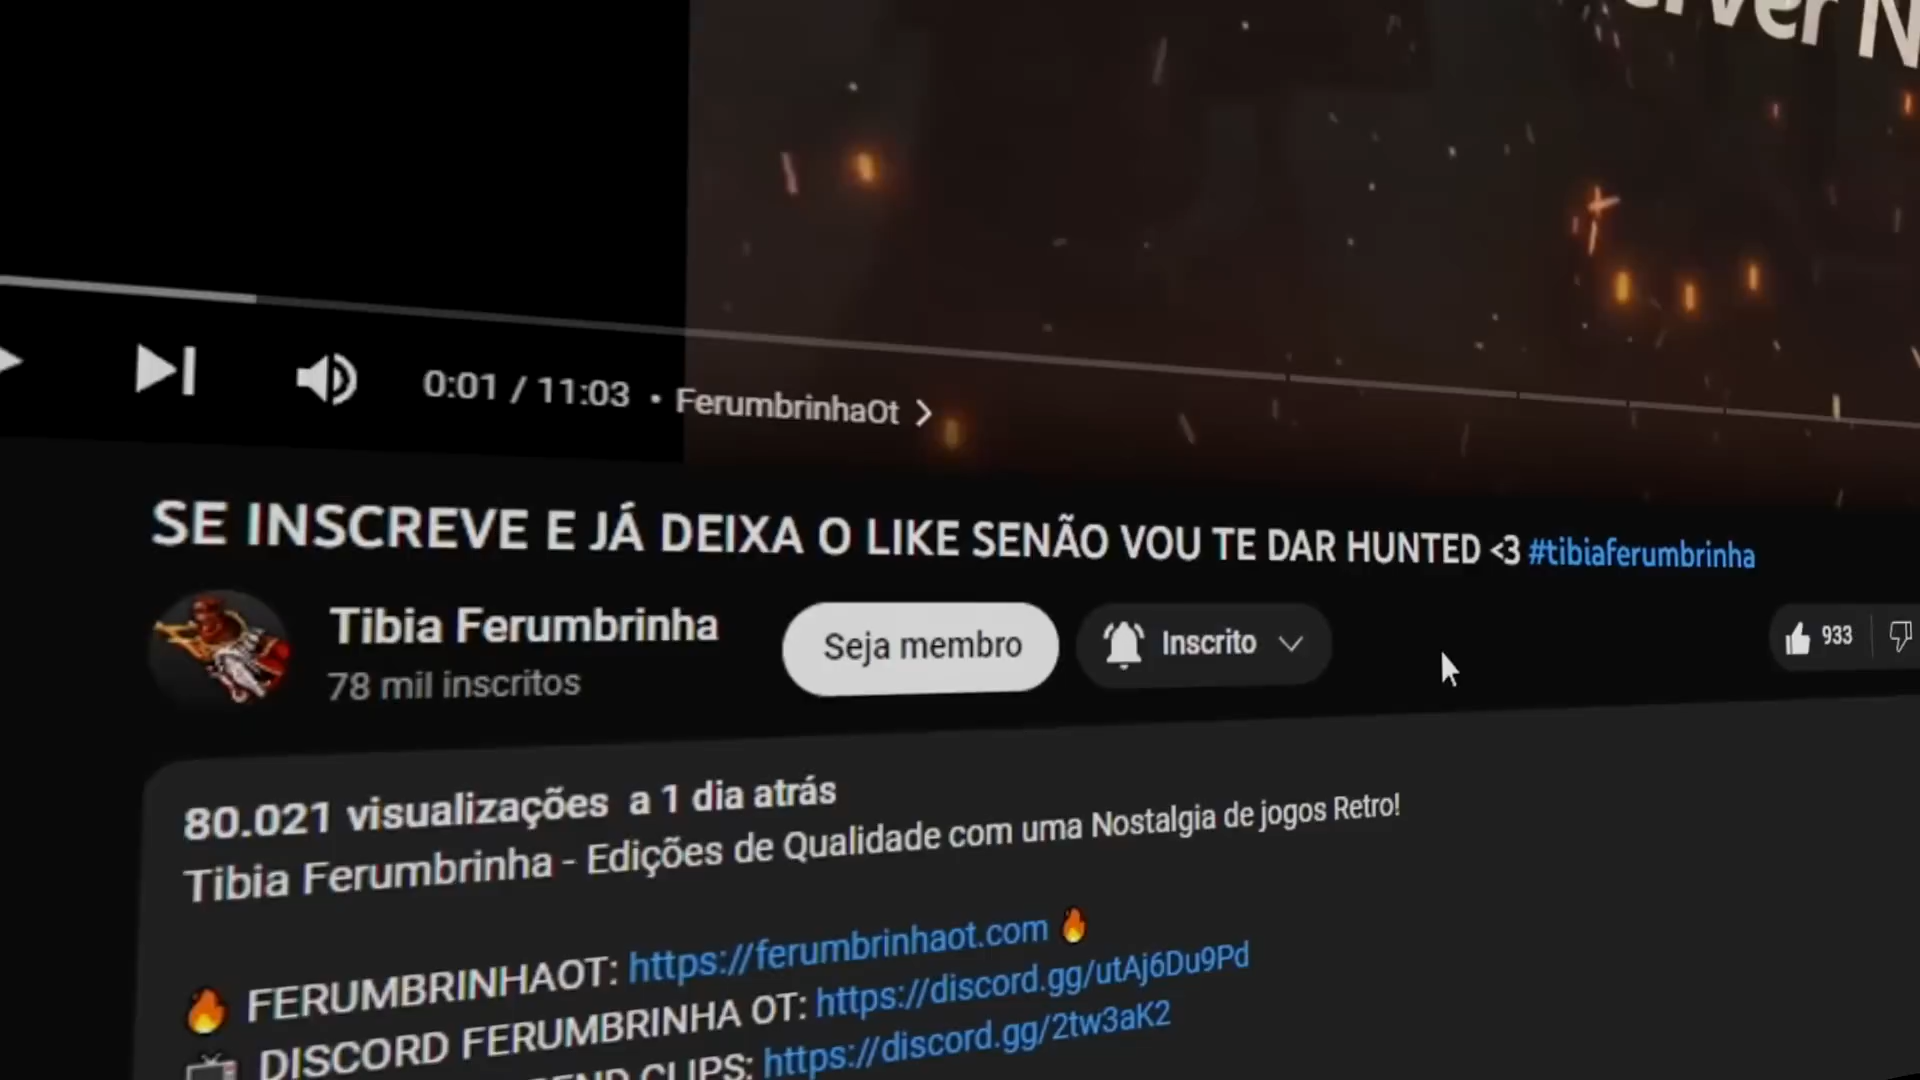 erver N
0:01 / 11:03 • FerumbrinhaOt
SE INSCREVE E JÁ DEIXA O LIKE SENÃO VOU TE DAR HUNTED <3 #tibiaferumbrinha
Tibia Ferumbrinha
78 mil inscritos
Seja membro
Inscrito
933
80.021 visualizações a 1 dia atrás
Tibia Ferumbrinha - Edições de Qualidade com uma Nostalgia de jogos Retro!
🔥 FERUMBRINHAOT: https://ferumbrinhaot.com 🔥
📺 DISCORD FERUMBRINHA OT: https://discord.gg/utAj6Du9Pd
CLIPS: https://discord.gg/2tw3aK2